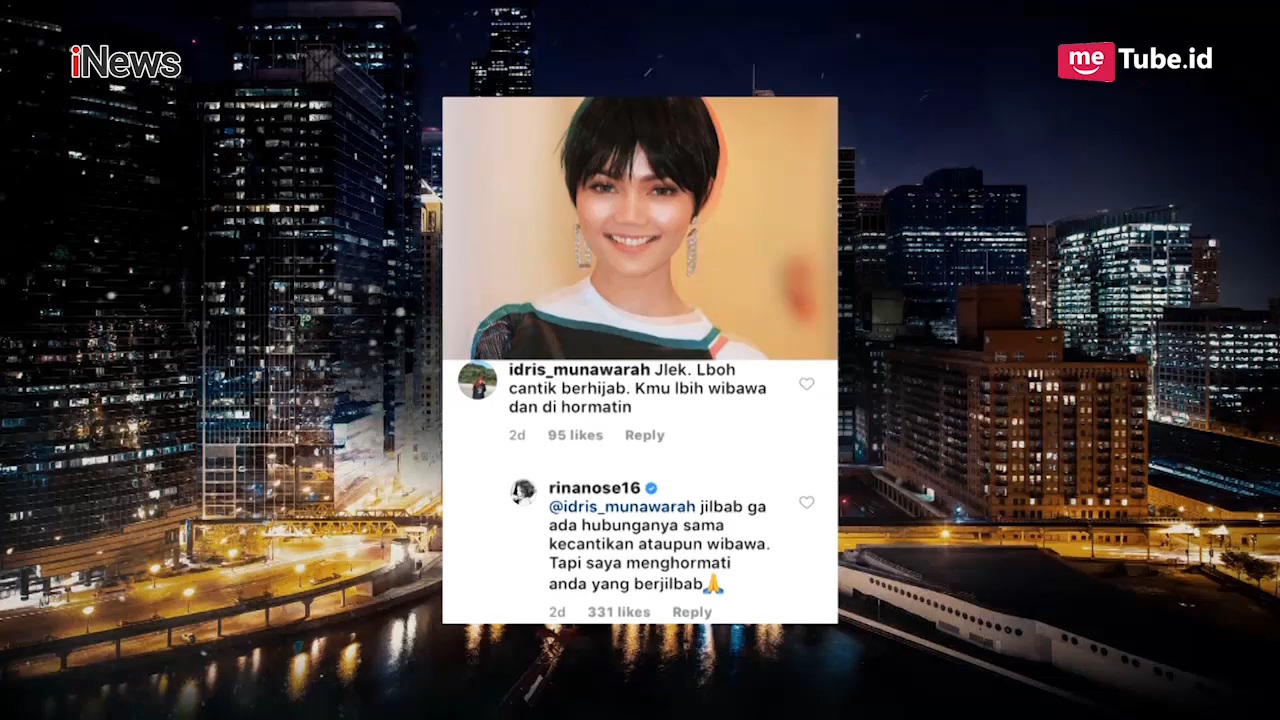 iNews
me Tube.id
idris_munawarah Jlek. Lboh
cantik berhijab. Kmu lbih wibawa
dan di hormatin
2d 95 likes Reply
rinanose16
@idris_munawarah jilbab ga
ada hubunganya sama
kecantikan ataupun wibawa.
Tapi saya menghormati
anda yang berjilbab🙏
2d 331 likes Reply